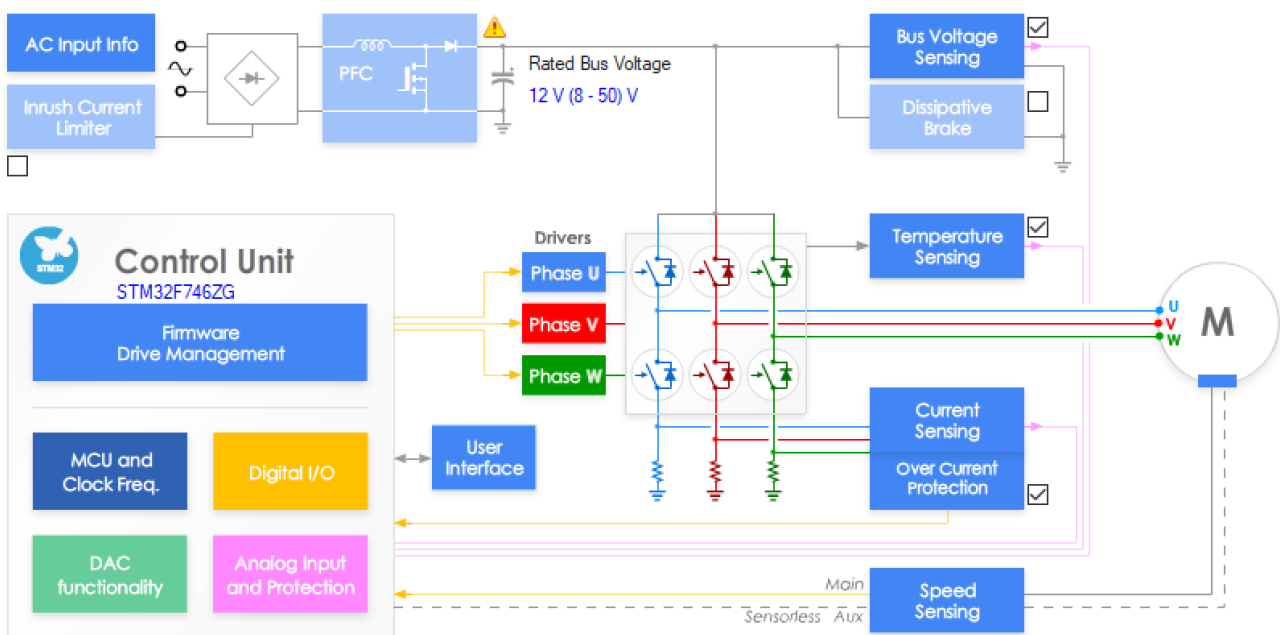 AC Input Info
Inrush Current
Limiter
PFC
Rated Bus Voltage
12 V (8 - 50) V
Bus Voltage
Sensing
Dissipative
Brake
STM32
Control Unit
STM32F746ZG
Firmware
Drive Management
Drivers
Phase U
Phase V
Phase W
Temperature
Sensing
U
V
W
M
MCU and
Clock Freq.
Digital I/O
User
Interface
Current
Sensing
Over Current
Protection
DAC
functionality
Analog Input
and Protection
Main
Sensorless Aux
Speed
Sensing